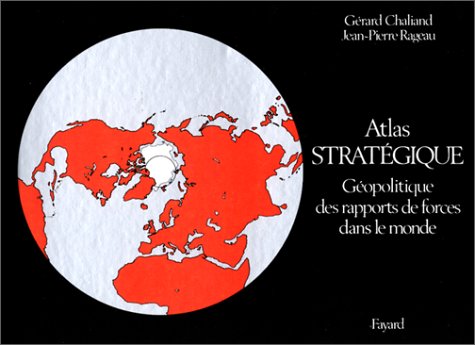 Gérard Chaliand
Jean-Pierre Rageau
Atlas
STRATÉGIQUE
Géopolitique
des rapports de forces
dans le monde
Fayard